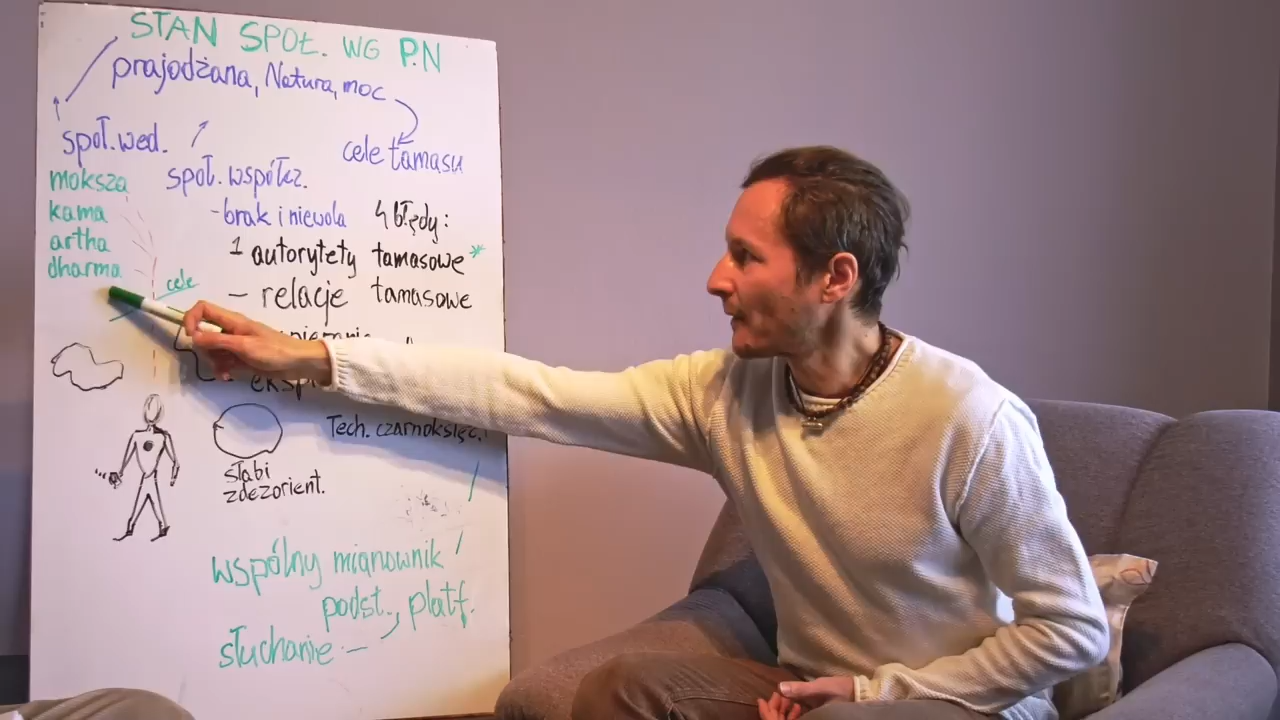 STAN SPOŁ. WG P.N
prajodżana, Natura, moc
społ. wed.
cele tamasu
moksza
kama
artha
dharma
cele
społ. współcz.
- brak i niewola
4 błędy:
1 autorytety tamasowe *
- relacje tamasowe
Tech. czarnoksięż.
słabi
zdezorient.
wspólny mianownik
podst., platf.
słuchanie -